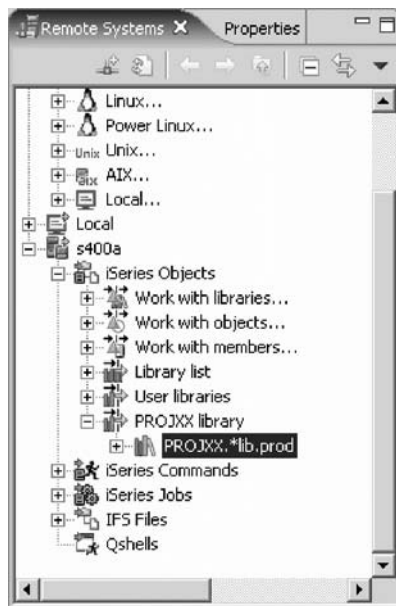 Remote Systems Properties
Linux...
Power Linux...
Unix Unix...
aix AIX...
Local...
Local
s400a
iSeries Objects
Work with libraries...
Work with objects...
Work with members...
Library list
User libraries
PROJXX library
PROJXX.*lib.prod
iSeries Commands
iSeries Jobs
IFS Files
Qshells